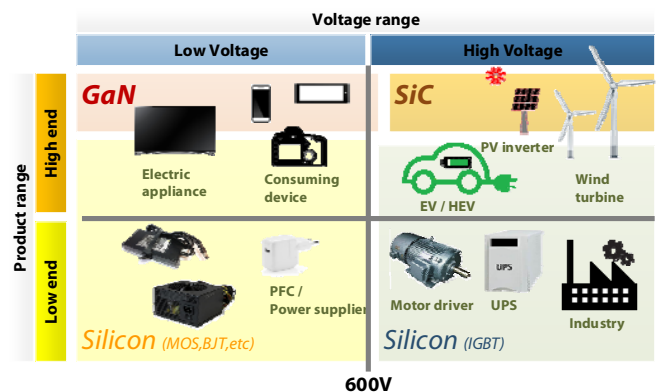 Voltage range
Low Voltage
High Voltage
Product range
High end
Low end
GaN
SiC
Electric
appliance
Consuming
device
PV inverter
EV / HEV
Wind
turbine
PFC /
Power supplier
UPS
Motor driver
UPS
Industry
Silicon (MOS,BJT,etc)
Silicon (IGBT)
600V